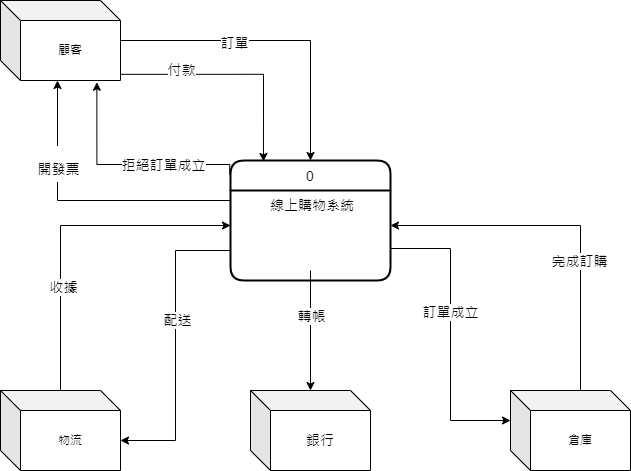 顧客
訂單
付款
拒絕訂單成立
開發票
0
線上購物系統
收據
配送
轉帳
訂單成立
完成訂購
物流
銀行
倉庫